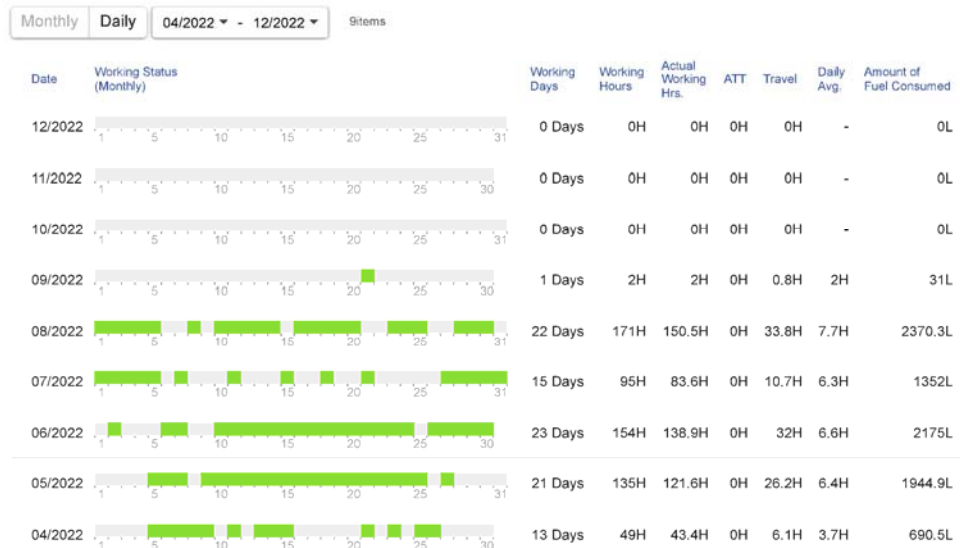 Monthly Daily 04/2022 - 12/2022 9items
Date Working Status (Monthly) Working Days Working Hours Actual Working Hrs. ATT Travel Daily Avg. Amount of Fuel Consumed
12/2022 0 Days 0H 0H 0H 0H - 0L
1 5 10 15 20 25 31
11/2022 0 Days 0H 0H 0H 0H - 0L
1 5 10 15 20 25 30
10/2022 0 Days 0H 0H 0H 0H - 0L
1 5 10 15 20 25 31
09/2022 1 Days 2H 2H 0H 0.8H 2H 31L
1 5 10 15 20 25 30
08/2022 22 Days 171H 150.5H 0H 33.8H 7.7H 2370.3L
1 5 10 15 20 25 31
07/2022 15 Days 95H 83.6H 0H 10.7H 6.3H 1352L
1 5 10 15 20 25 31
06/2022 23 Days 154H 138.9H 0H 32H 6.6H 2175L
1 5 10 15 20 25 30
05/2022 21 Days 135H 121.6H 0H 26.2H 6.4H 1944.9L
1 5 10 15 20 25 31
04/2022 13 Days 49H 43.4H 0H 6.1H 3.7H 690.5L
1 5 10 15 20 25 30